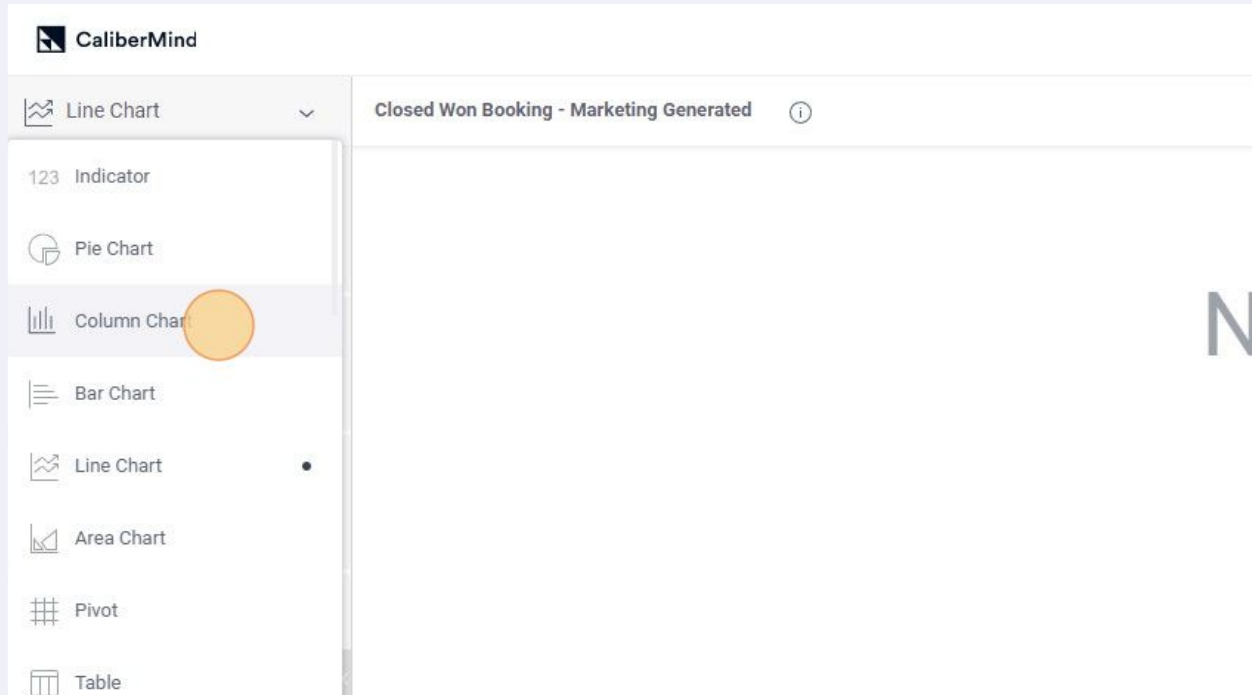 CaliberMind
Line Chart
Closed Won Booking - Marketing Generated
123 Indicator
Pie Chart
Column Chart
Bar Chart
Line Chart
Area Chart
Pivot
Table
N